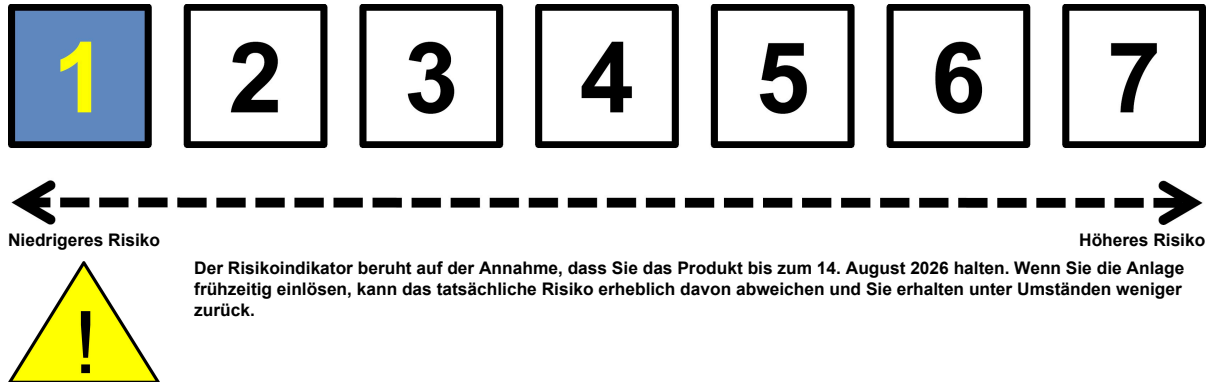 1 2 3 4 5 6 7
Niedrigeres Risiko Höheres Risiko
Der Risikoindikator beruht auf der Annahme, dass Sie das Produkt bis zum 14. August 2026 halten. Wenn Sie die Anlage
frühzeitig einlösen, kann das tatsächliche Risiko erheblich davon abweichen und Sie erhalten unter Umständen weniger
zurück.
!